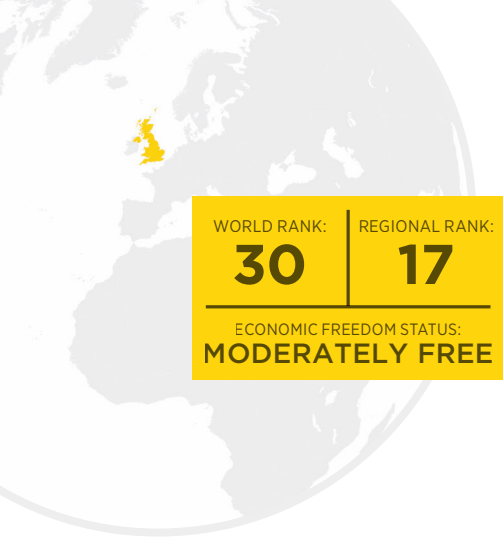 WORLD RANK:
30
REGIONAL RANK:
17
ECONOMIC FREEDOM STATUS:
MODERATELY FREE